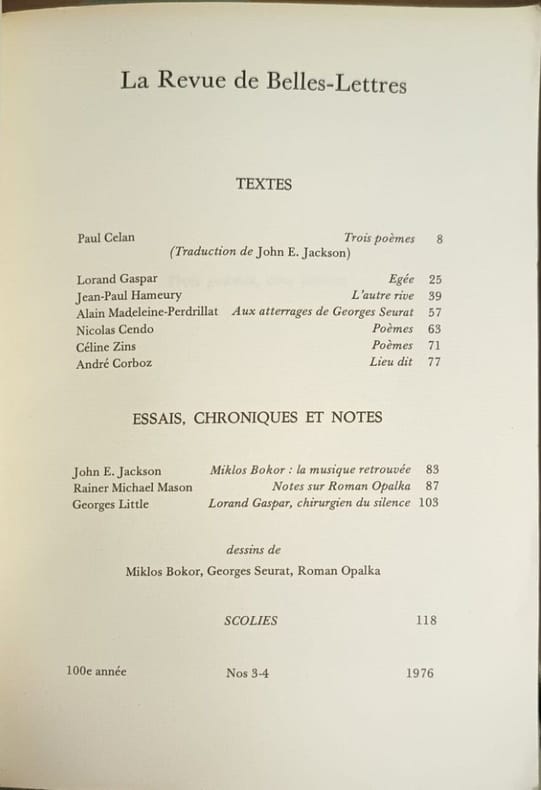 La Revue de Belles-Lettres
TEXTES
Paul Celan Trois poèmes 8
(Traduction de John E. Jackson)
Lorand Gaspar Egée 25
Jean-Paul Hameury L'autre rive 39
Alain Madeleine-Perdrillat Aux atterrages de Georges Seurat 57
Nicolas Cendo Poèmes 63
Céline Zins Poèmes 71
André Corboz Lieu dit 77
ESSAIS, CHRONIQUES ET NOTES
John E. Jackson Miklos Bokor : la musique retrouvée 83
Rainer Michael Mason Notes sur Roman Opalka 87
Georges Little Lorand Gaspar, chirurgien du silence 103
dessins de
Miklos Bokor, Georges Seurat, Roman Opalka
SCOLIES 118
100e année Nos 3-4 1976